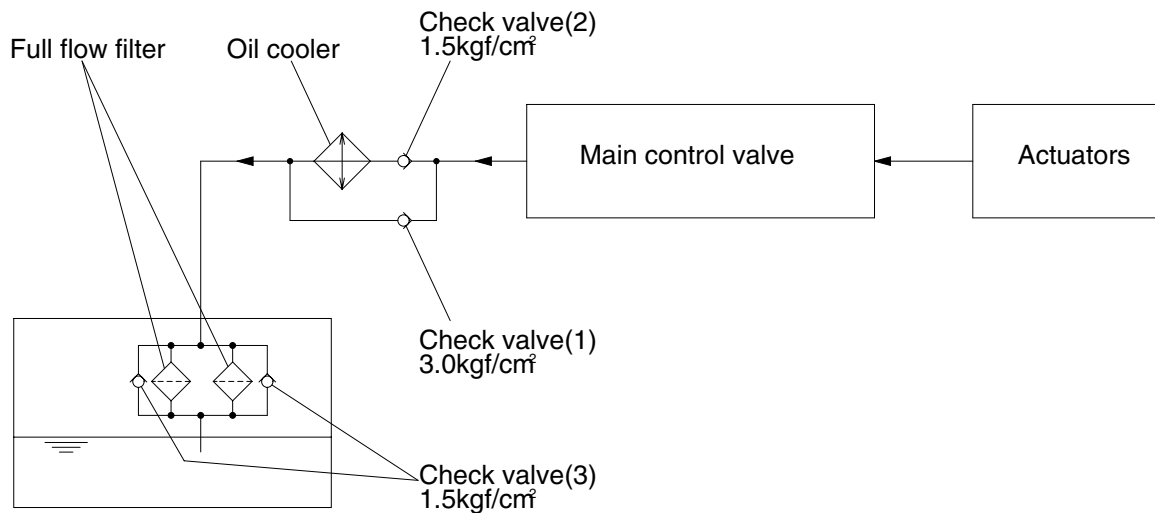 Check valve(2)
1.5kgf/cm²
Full flow filter
Oil cooler
Main control valve
Actuators
Check valve(1)
3.0kgf/cm²
Check valve(3)
1.5kgf/cm²